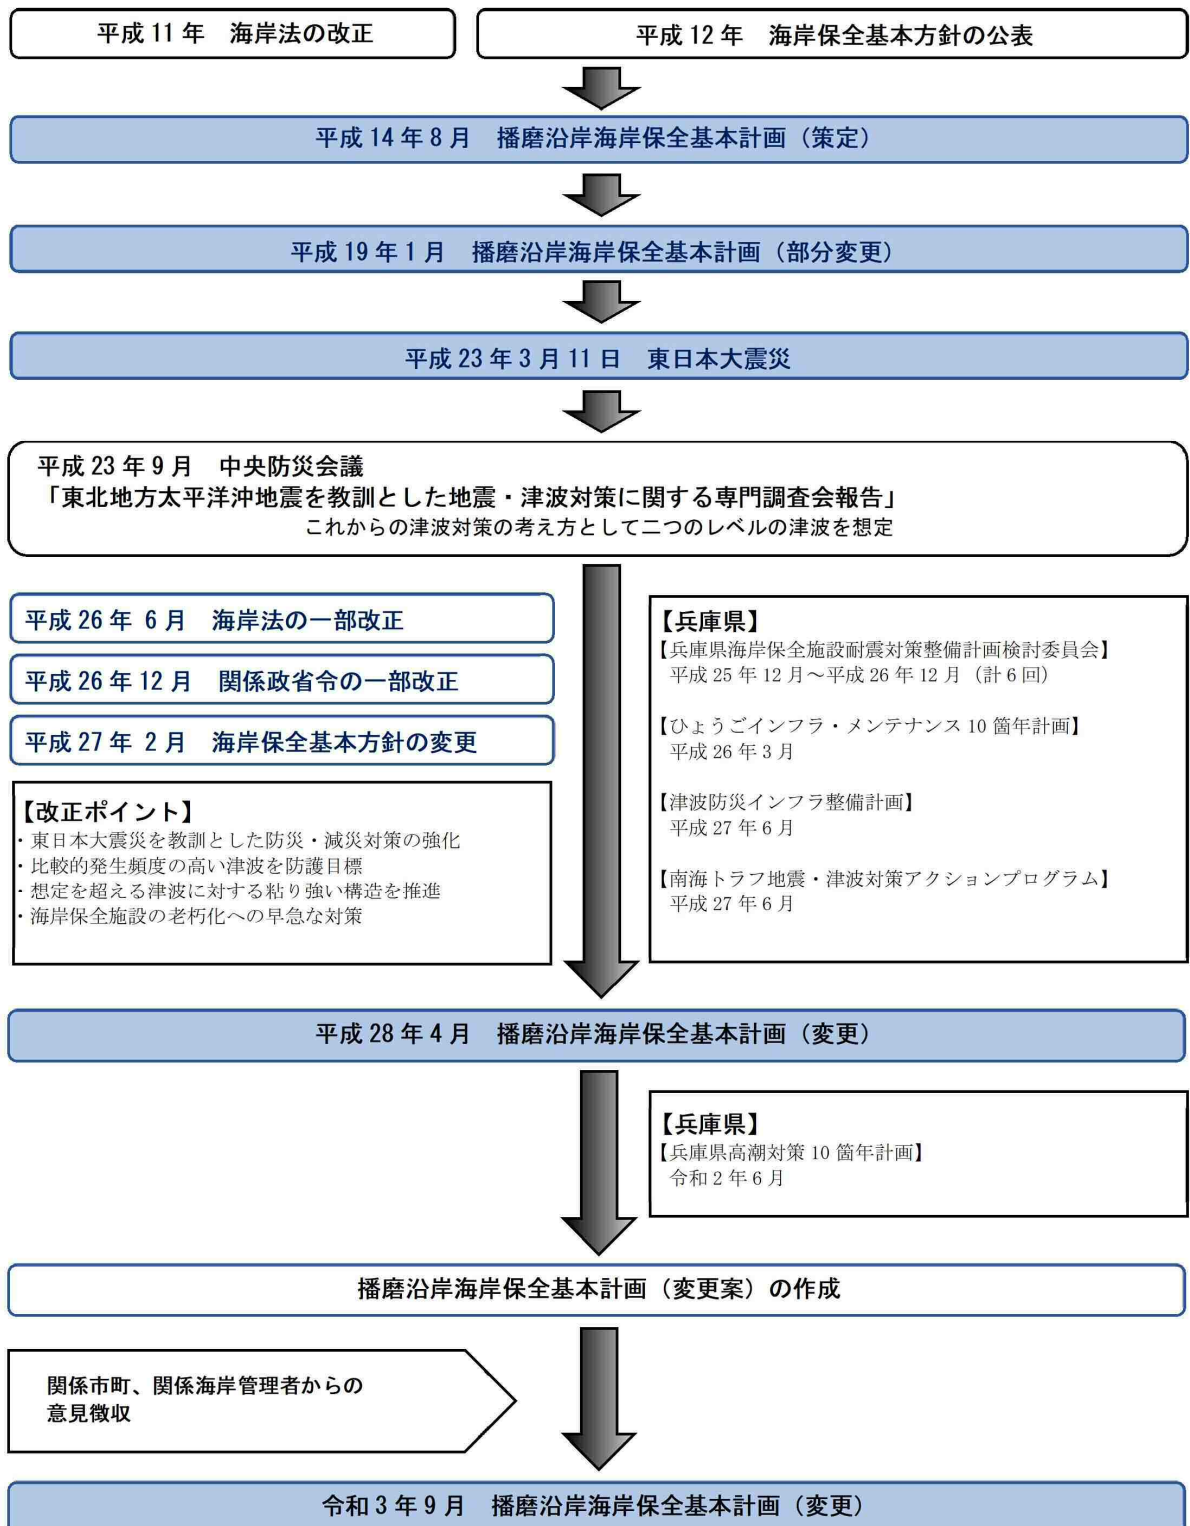 平成 11 年　海岸法の改正
平成 12 年　海岸保全基本方針の公表
平成 14 年 8 月　播磨沿岸海岸保全基本計画（策定）
平成 19 年 1 月　播磨沿岸海岸保全基本計画（部分変更）
平成 23 年 3 月 11 日　東日本大震災
平成 23 年 9 月　中央防災会議
「東北地方太平洋沖地震を教訓とした地震・津波対策に関する専門調査会報告」
これからの津波対策の考え方として二つのレベルの津波を想定
平成 26 年 6 月　海岸法の一部改正
平成 26 年 12 月　関係政省令の一部改正
平成 27 年 2 月　海岸保全基本方針の変更
【改正ポイント】
・東日本大震災を教訓とした防災・減災対策の強化
・比較的発生頻度の高い津波を防護目標
・想定を超える津波に対する粘り強い構造を推進
・海岸保全施設の老朽化への早急な対策
【兵庫県】
【兵庫県海岸保全施設耐震対策整備計画検討委員会】
平成 25 年 12 月～平成 26 年 12 月（計 6 回）
【ひょうごインフラ・メンテナンス 10 箇年計画】
平成 26 年 3 月
【津波防災インフラ整備計画】
平成 27 年 6 月
【南海トラフ地震・津波対策アクションプログラム】
平成 27 年 6 月
平成 28 年 4 月　播磨沿岸海岸保全基本計画（変更）
【兵庫県】
【兵庫県高潮対策 10 箇年計画】
令和 2 年 6 月
播磨沿岸海岸保全基本計画（変更案）の作成
関係市町、関係海岸管理者からの
意見徴収
令和 3 年 9 月　播磨沿岸海岸保全基本計画（変更）